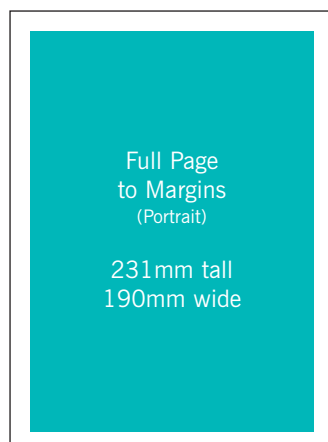 Full Page
to Margins
(Portrait)
231mm tall
190mm wide